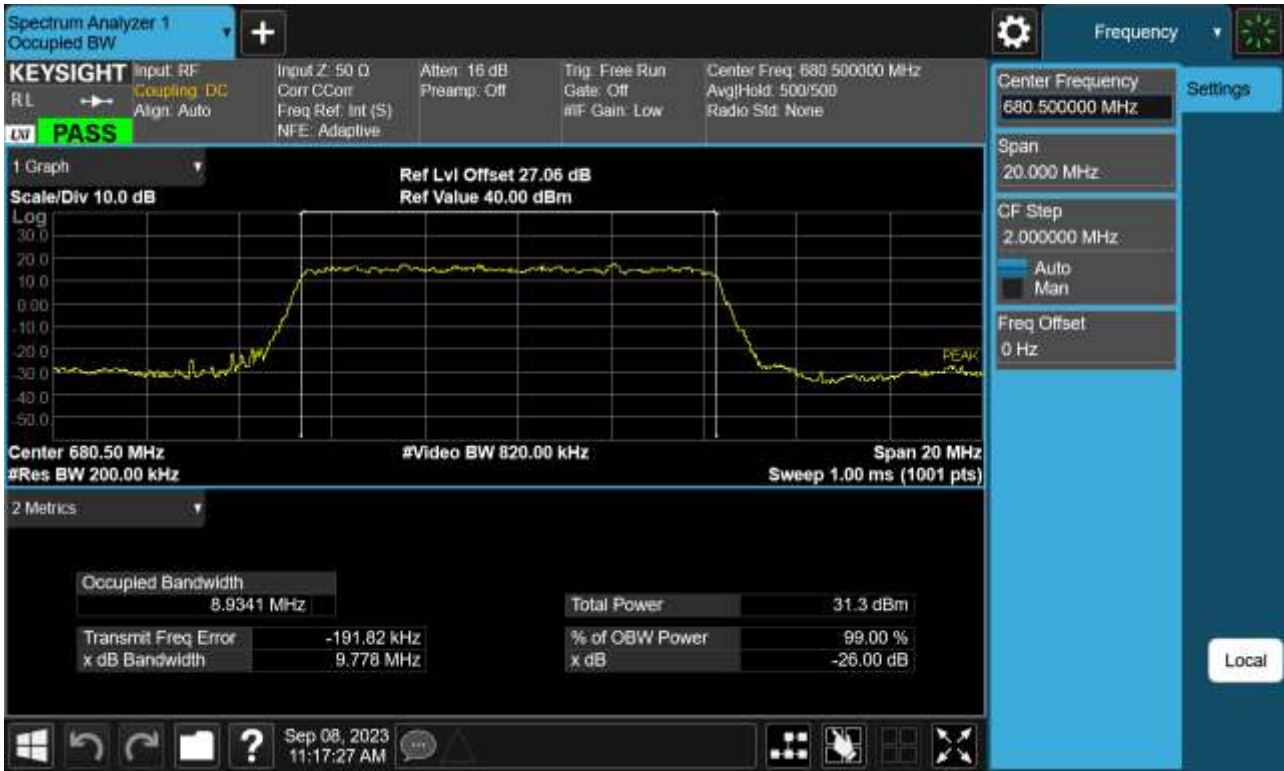 Spectrum Analyzer 1
Occupied BW
+
Frequency
KEYSIGHT
RL
LXI PASS
Input: RF
Coupling: DC
Align: Auto
Input Z: 50 Ω
Corr CCorr
Freq Ref: Int (S)
NFE: Adaptive
Atten: 16 dB
Preamp: Off
Trig: Free Run
Gate: Off
#IF Gain: Low
Center Freq: 680.500000 MHz
Avg|Hold: 500/500
Radio Std: None
Center Frequency
680.500000 MHz
Settings
Span
20.000 MHz
CF Step
2.000000 MHz
Auto
Man
Freq Offset
0 Hz
Local
1 Graph
Scale/Div 10.0 dB
Ref Lvl Offset 27.06 dB
Ref Value 40.00 dBm
Log
30.0
20.0
10.0
0.00
-10.0
-20.0
-30.0
-40.0
-50.0
PEAK
Center 680.50 MHz
#Video BW 820.00 kHz
Span 20 MHz
#Res BW 200.00 kHz
Sweep 1.00 ms (1001 pts)
2 Metrics
Occupied Bandwidth
8.9341 MHz
Total Power 31.3 dBm
Transmit Freq Error -191.82 kHz
% of OBW Power 99.00 %
x dB Bandwidth 9.778 MHz
x dB -26.00 dB
?
Sep 08, 2023
11:17:27 AM